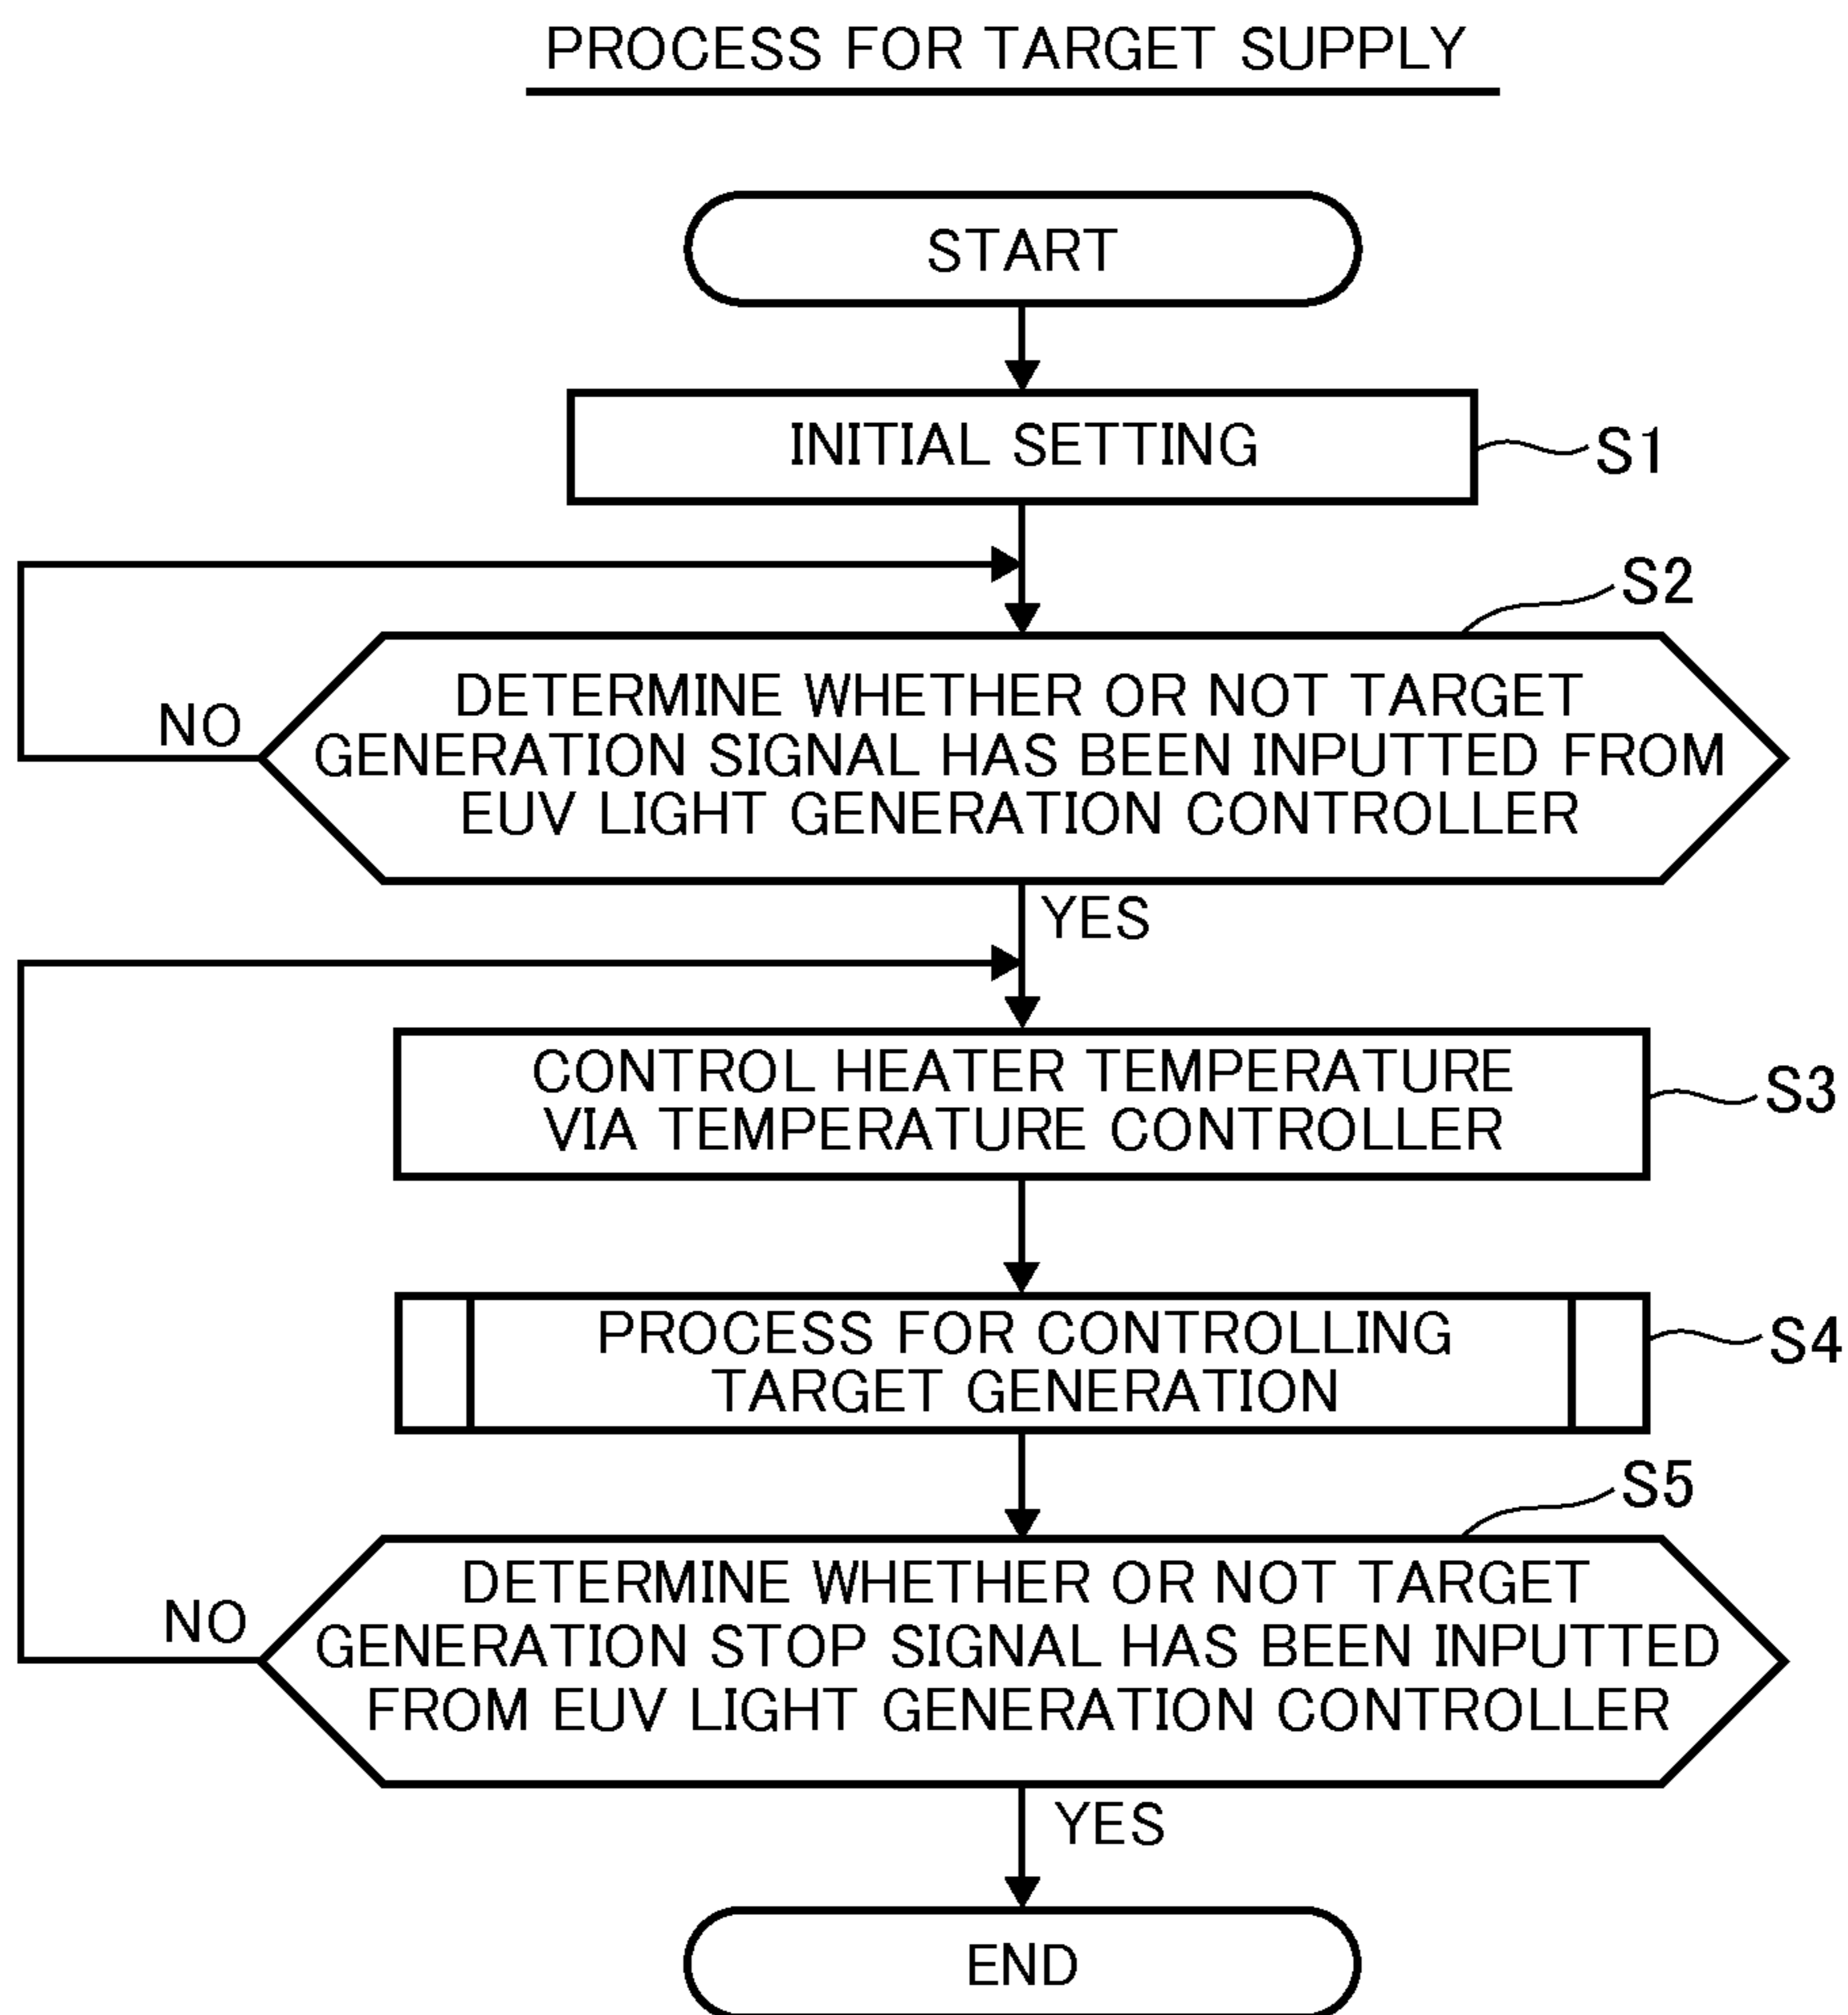 PROCESS FOR TARGET SUPPLY
START
INITIAL SETTING
S1
S2
DETERMINE WHETHER OR NOT TARGET
GENERATION SIGNAL HAS BEEN INPUTTED FROM
EUV LIGHT GENERATION CONTROLLER
NO
YES
CONTROL HEATER TEMPERATURE
VIA TEMPERATURE CONTROLLER
S3
PROCESS FOR CONTROLLING
TARGET GENERATION
S4
S5
DETERMINE WHETHER OR NOT TARGET
GENERATION STOP SIGNAL HAS BEEN INPUTTED
FROM EUV LIGHT GENERATION CONTROLLER
NO
YES
END